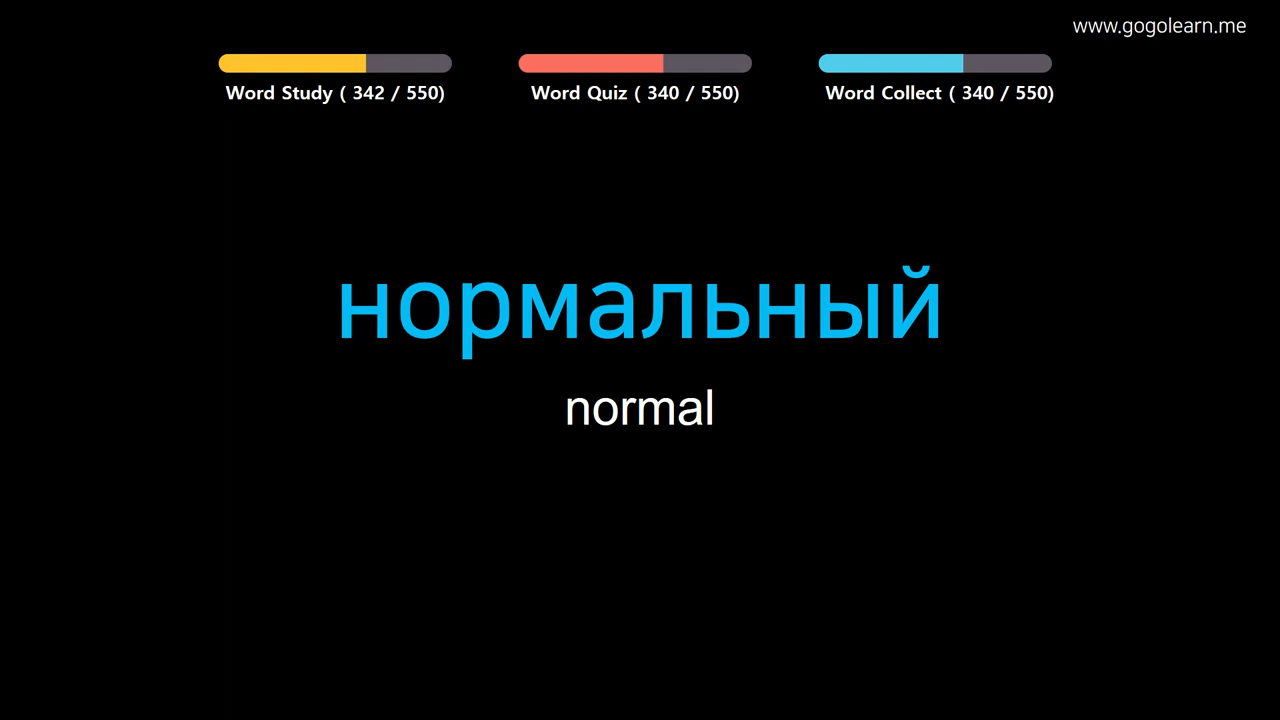 www.gogolearn.me
Word Study ( 342 / 550)
Word Quiz ( 340 / 550)
Word Collect ( 340 / 550)
нормальный
normal